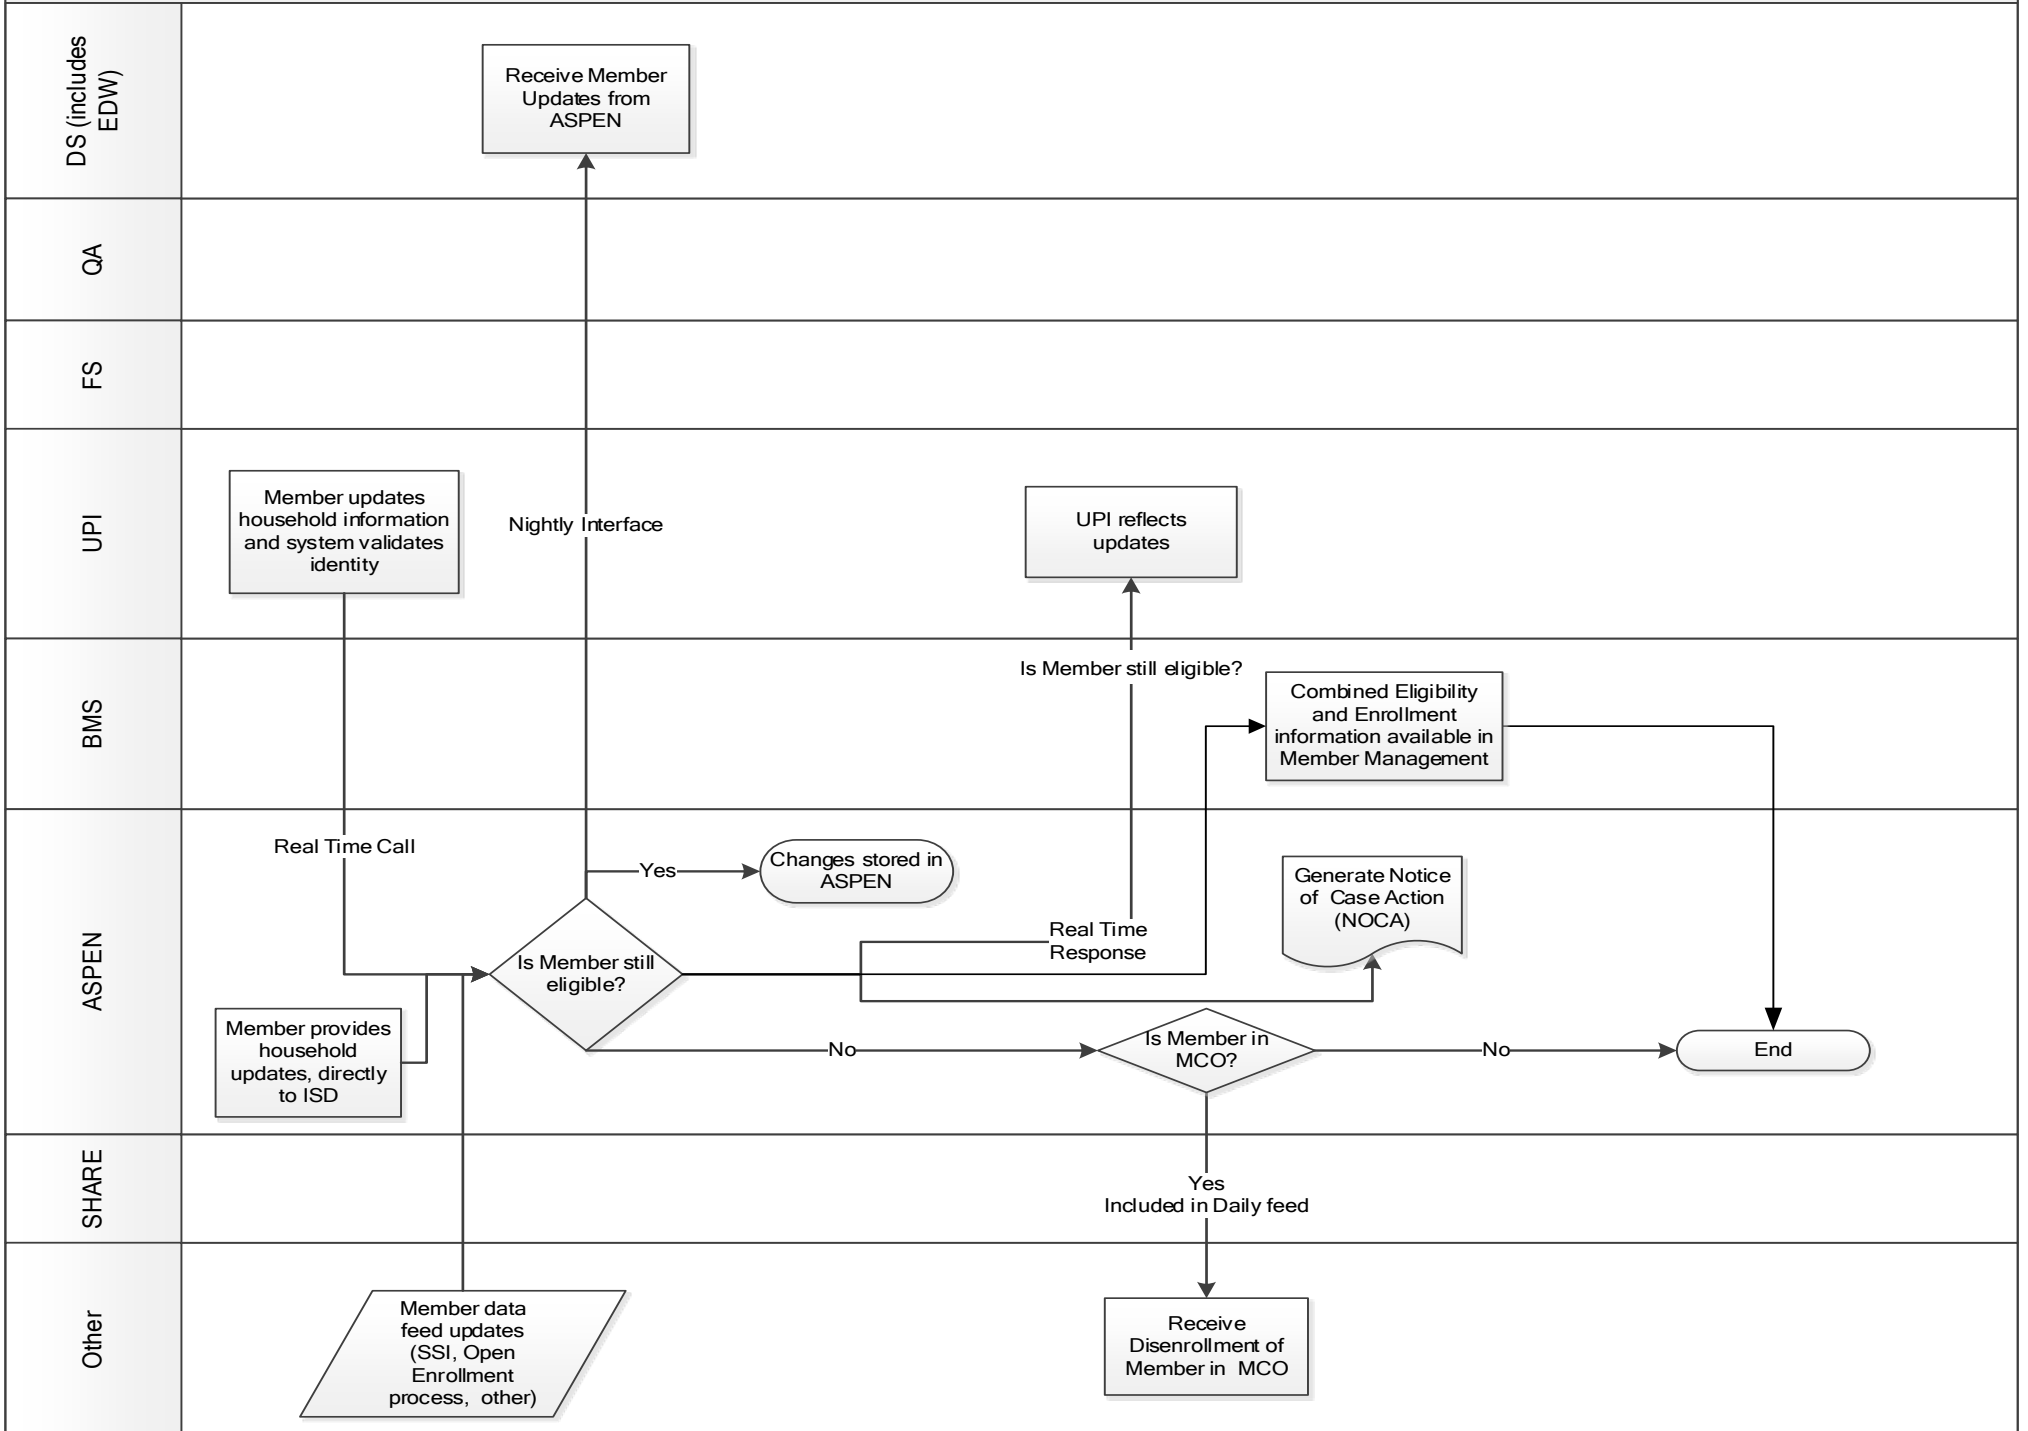 DS (includes
EDW)
Receive Member
Updates from
ASPEN
QA
FS
UPI
Member updates
household information
and system validates
identity
Nightly Interface
UPI reflects
updates
BMS
Is Member still eligible?
Combined Eligibility
and Enrollment
information available in
Member Management
ASPEN
Real Time Call
Yes
Changes stored in
ASPEN
Generate Notice
of Case Action
(NOCA)
Real Time
Response
Is Member still
eligible?
Member provides
household
updates, directly
to ISD
No
Is Member in
MCO?
No
End
SHARE
Yes
Included in Daily feed
Other
Member data
feed updates
(SSI, Open
Enrollment
process, other)
Receive
Disenrollment of
Member in MCO